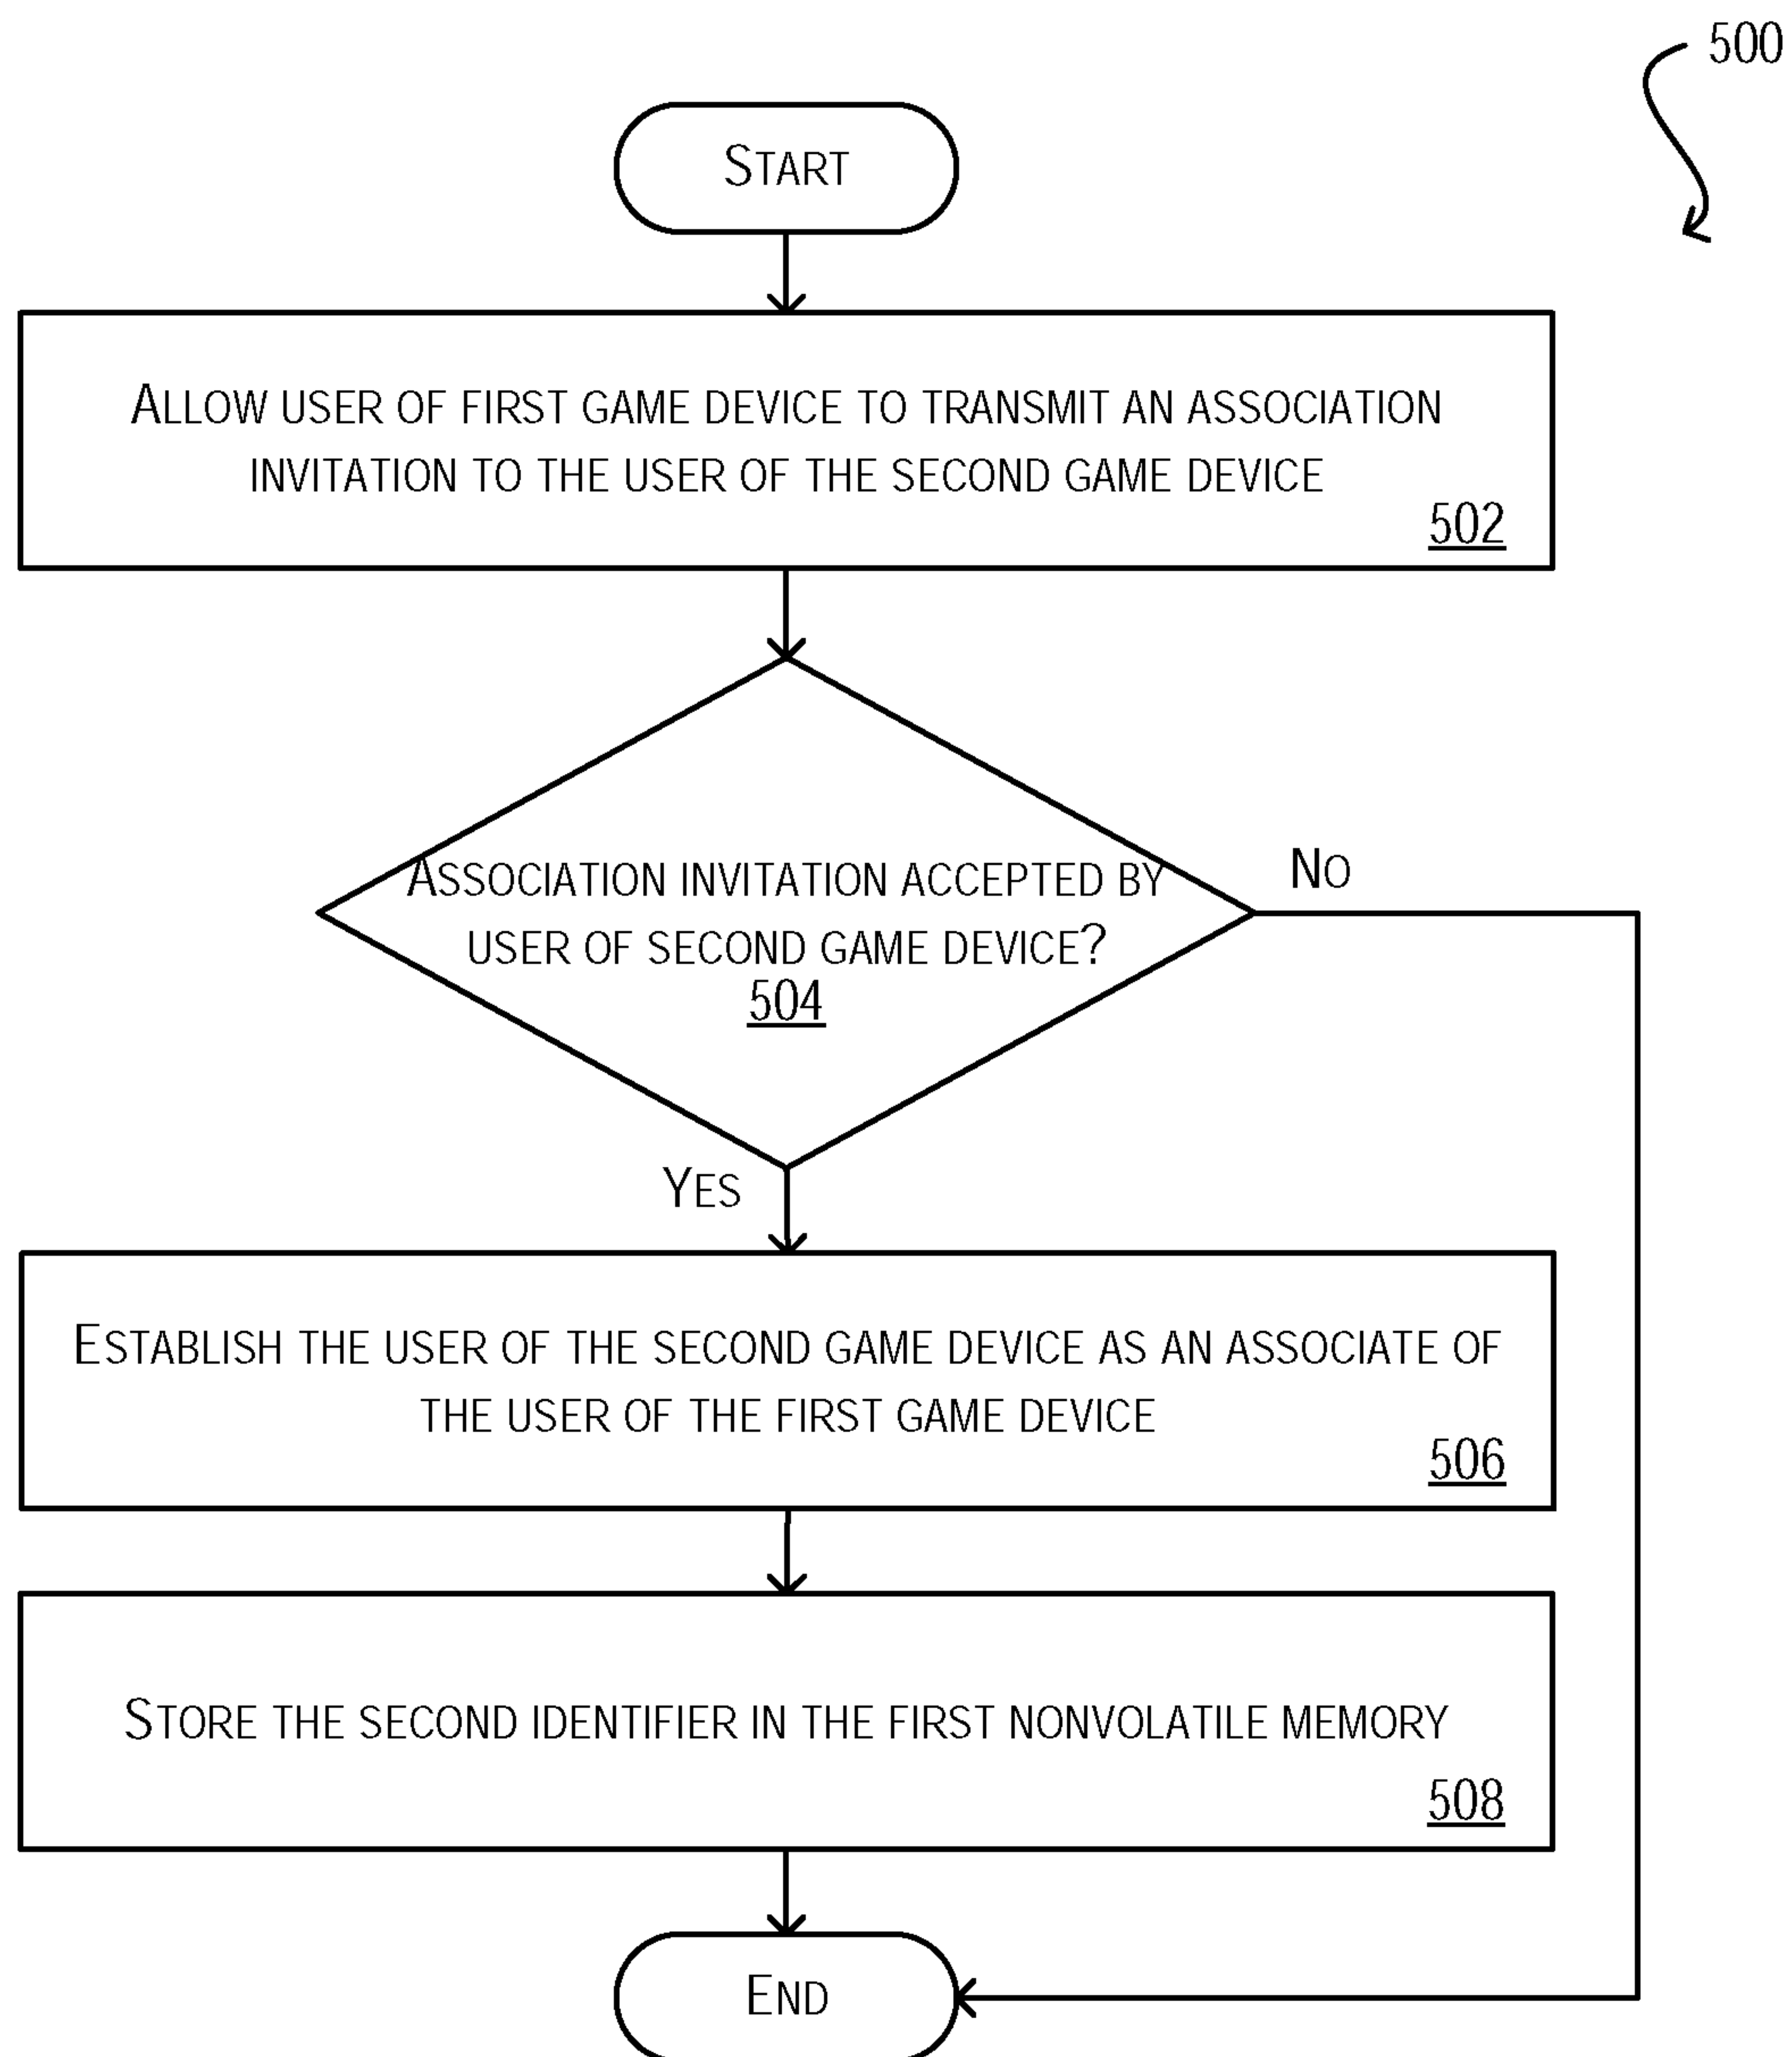 500
START
ALLOW USER OF FIRST GAME DEVICE TO TRANSMIT AN ASSOCIATION
INVITATION TO THE USER OF THE SECOND GAME DEVICE
502
ASSOCIATION INVITATION ACCEPTED BY
USER OF SECOND GAME DEVICE?
504
NO
YES
ESTABLISH THE USER OF THE SECOND GAME DEVICE AS AN ASSOCIATE OF
THE USER OF THE FIRST GAME DEVICE
506
STORE THE SECOND IDENTIFIER IN THE FIRST NONVOLATILE MEMORY
508
END